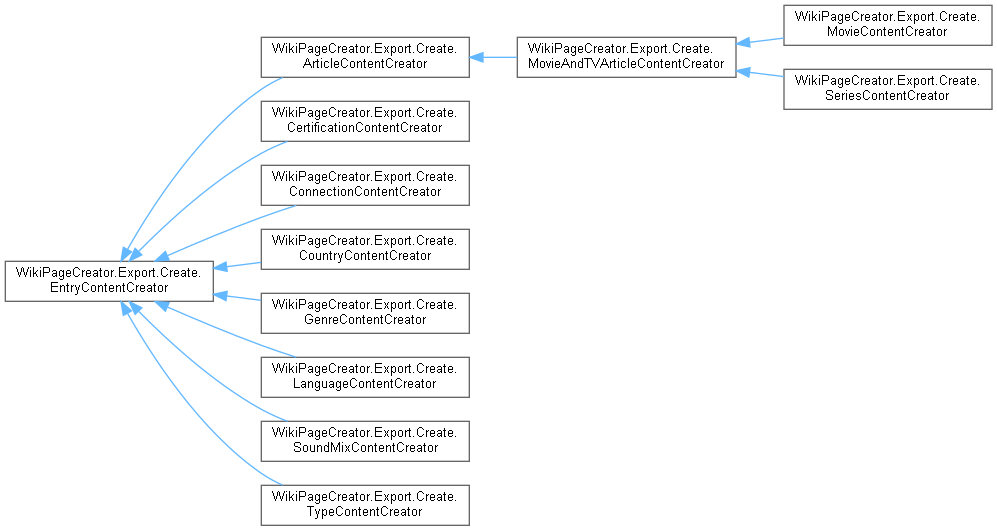 WikiPageCreator.Export.Create.
MovieContentCreator
WikiPageCreator.Export.Create.
ArticleContentCreator
WikiPageCreator.Export.Create.
MovieAndTVArticleContentCreator
WikiPageCreator.Export.Create.
SeriesContentCreator
WikiPageCreator.Export.Create.
CertificationContentCreator
WikiPageCreator.Export.Create.
ConnectionContentCreator
WikiPageCreator.Export.Create.
CountryContentCreator
WikiPageCreator.Export.Create.
EntryContentCreator
WikiPageCreator.Export.Create.
GenreContentCreator
WikiPageCreator.Export.Create.
LanguageContentCreator
WikiPageCreator.Export.Create.
SoundMixContentCreator
WikiPageCreator.Export.Create.
TypeContentCreator